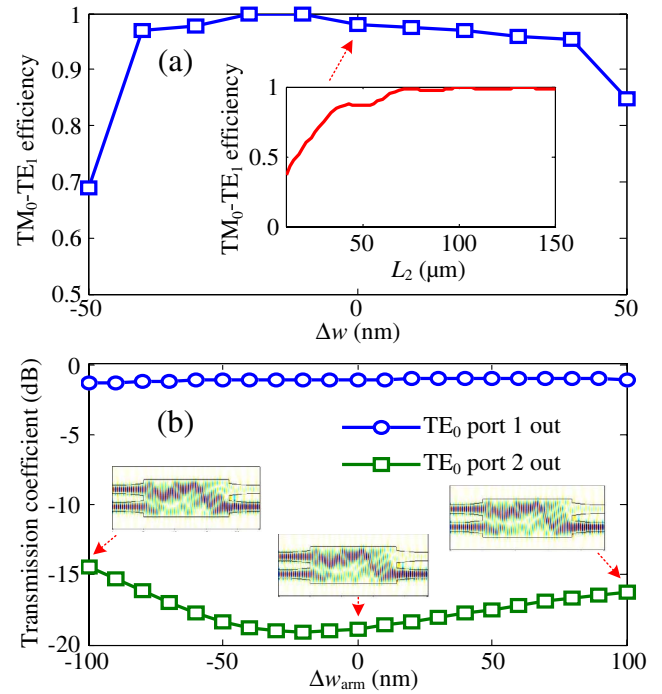 1
0.9
0.8
0.7
0.6
0.5
TM₀-TE₁ efficiency
(a)
1
0.5
0
TM₀-TE₁ efficiency
50
100
150
L₂ (μm)
-50
0
50
Δw (nm)
0
-5
-10
-15
-20
Transmission coefficient (dB)
(b)
TE₀ port 1 out
TE₀ port 2 out
-100
-50
0
50
100
Δw_arm (nm)